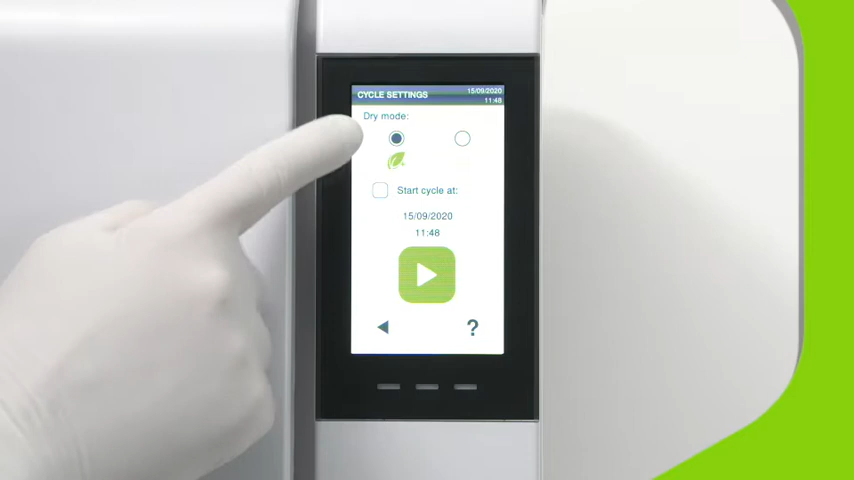 CYCLE SETTINGS
15/09/2020
11:48
Dry mode:
Start cycle at:
15/09/2020
11:48
?